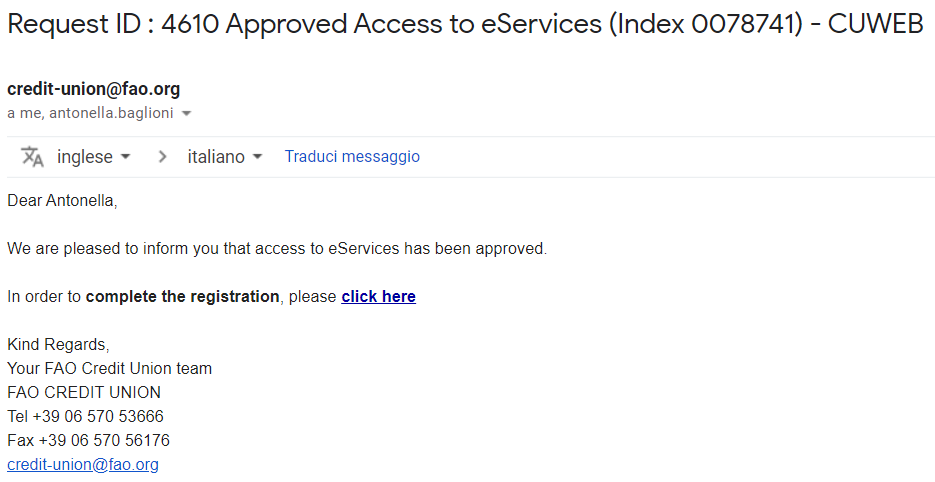 Request ID : 4610 Approved Access to eServices (Index 0078741) - CUWEB
credit-union@fao.org
a me, antonella.baglioni
inglese > italiano Traduci messaggio
Dear Antonella,
We are pleased to inform you that access to eServices has been approved.
In order to complete the registration, please click here
Kind Regards,
Your FAO Credit Union team
FAO CREDIT UNION
Tel +39 06 570 53666
Fax +39 06 570 56176
credit-union@fao.org